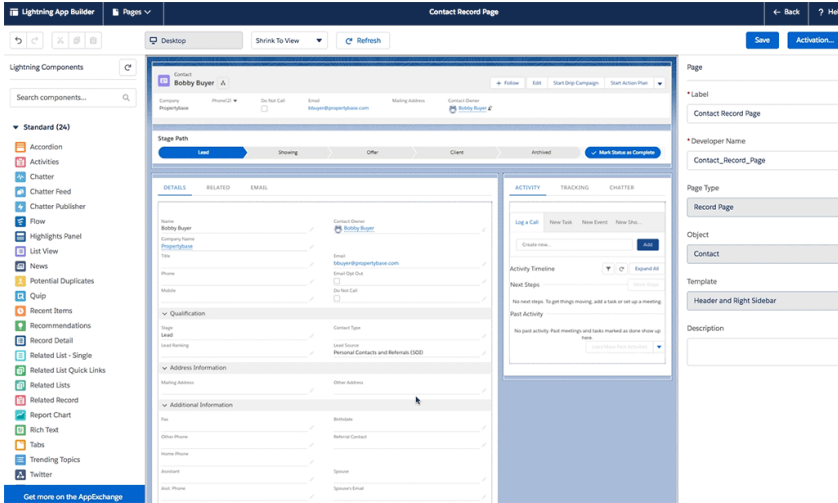 Lightning App Builder Pages Contact Record Page Back ? Hel
Desktop Shrink To View Refresh Save Activation...
Lightning Components
Search components...
Standard (24)
Accordion
Activities
Chatter
Chatter Feed
Chatter Publisher
Flow
Highlights Panel
List View
News
Potential Duplicates
Quip
Recent Items
Recommendations
Record Detail
Related List - Single
Related List Quick Links
Related Lists
Related Record
Report Chart
Rich Text
Tabs
Trending Topics
Twitter
Get more on the AppExchange
Contact
Bobby Buyer
+ Follow Edit Start Drip Campaign Start Action Plan
Company Phone(2) Do Not Call Email Mailing Address Contact Owner
Propertybase bbuyer@propertybase.com Bobby Buyer
Stage Path
Lead Showing Offer Client Archived Mark Status as Complete
DETAILS RELATED EMAIL
Name Contact Owner
Bobby Buyer Bobby Buyer
Company Name
Propertybase
Title Email
bbuyer@propertybase.com
Phone Email Opt Out
Mobile Do Not Call
Qualification
Stage Contact Type
Lead
Lead Ranking Lead Source
Personal Contacts and Referrals (SOI)
Address Information
Mailing Address Other Address
Additional Information
Fax Birthdate
Other Phone Referral Contact
Home Phone
Assistant Spouse
Asst. Phone Spouse's Email
ACTIVITY TRACKING CHATTER
Log a Call New Task New Event New Sho...
Create new... Add
Activity Timeline Expand All
Next Steps More Steps
No next steps. To get things moving, add a task or set up a meeting.
Past Activity
No past activity. Past meetings and tasks marked as done show up
here.
Load More Past Activities
Page
*Label
Contact Record Page
*Developer Name
Contact_Record_Page
Page Type
Record Page
Object
Contact
Template
Header and Right Sidebar
Description